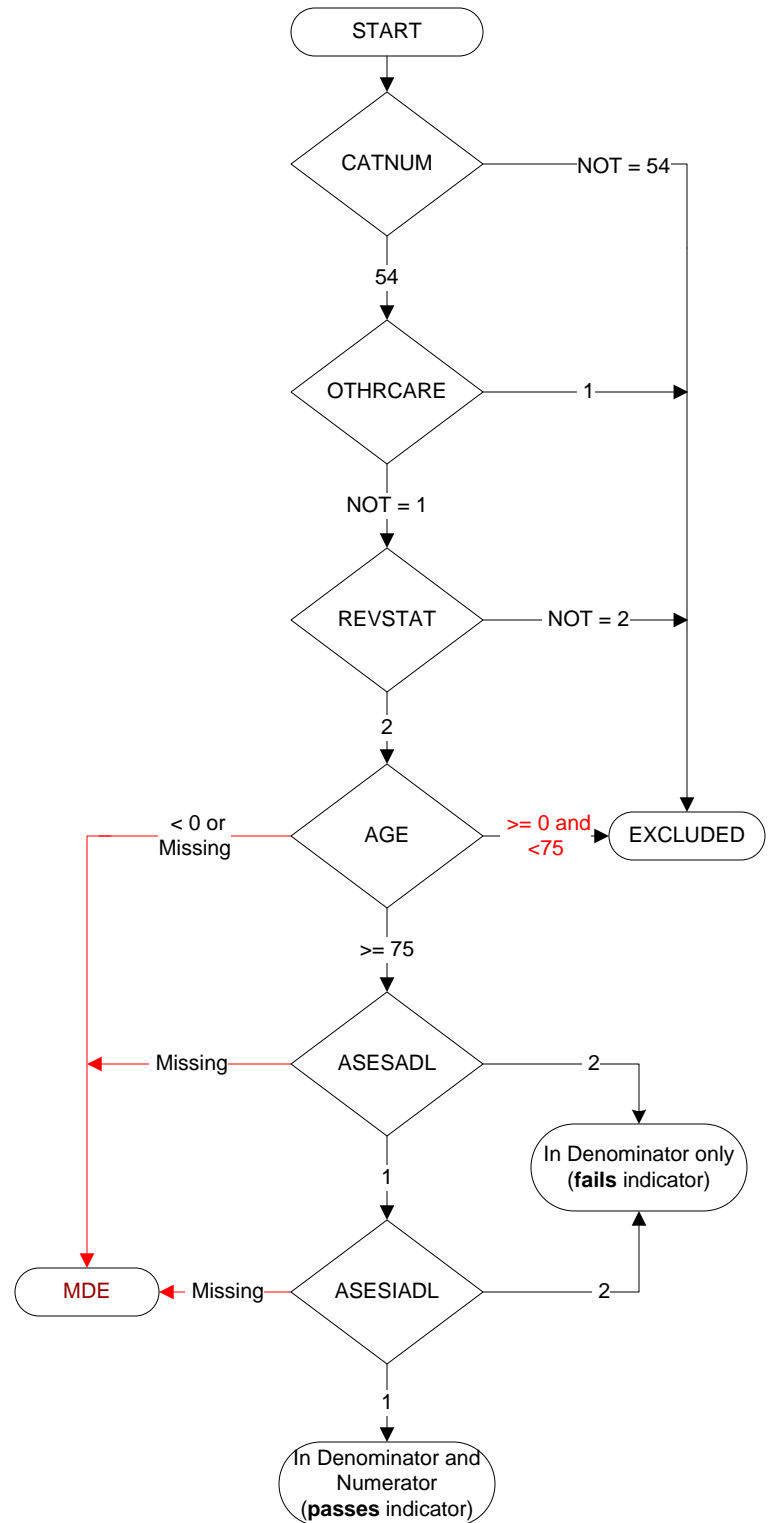 START
CATNUM
NOT = 54
54
OTHRCARE
1
NOT = 1
REVSTAT
NOT = 2
2
< 0 or
Missing
AGE
>= 0 and
<75
EXCLUDED
>= 75
Missing
ASESADL
2
In Denominator only
(fails indicator)
1
MDE
Missing
ASESIADL
2
1
In Denominator and
Numerator
(passes indicator)